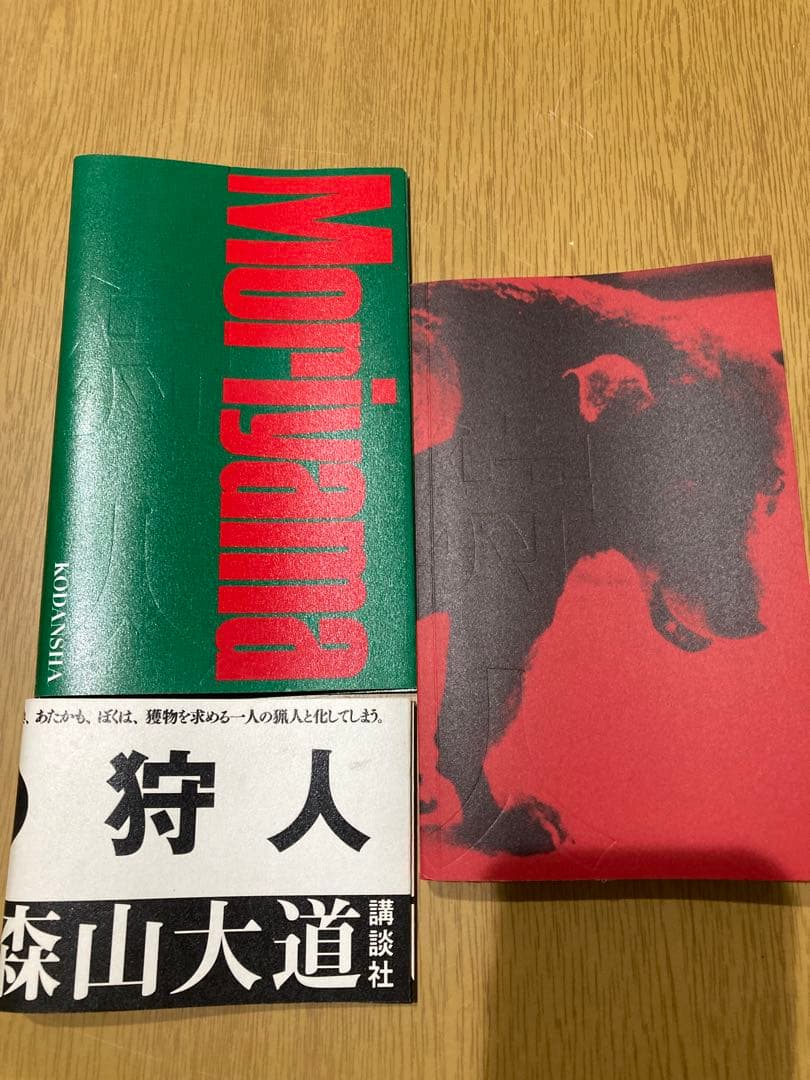 Moriyama
KODANSHA
、あたかも、ぼくは、獲物を求める一人の猟人と化してしまう。
狩人
森山大道
講談社